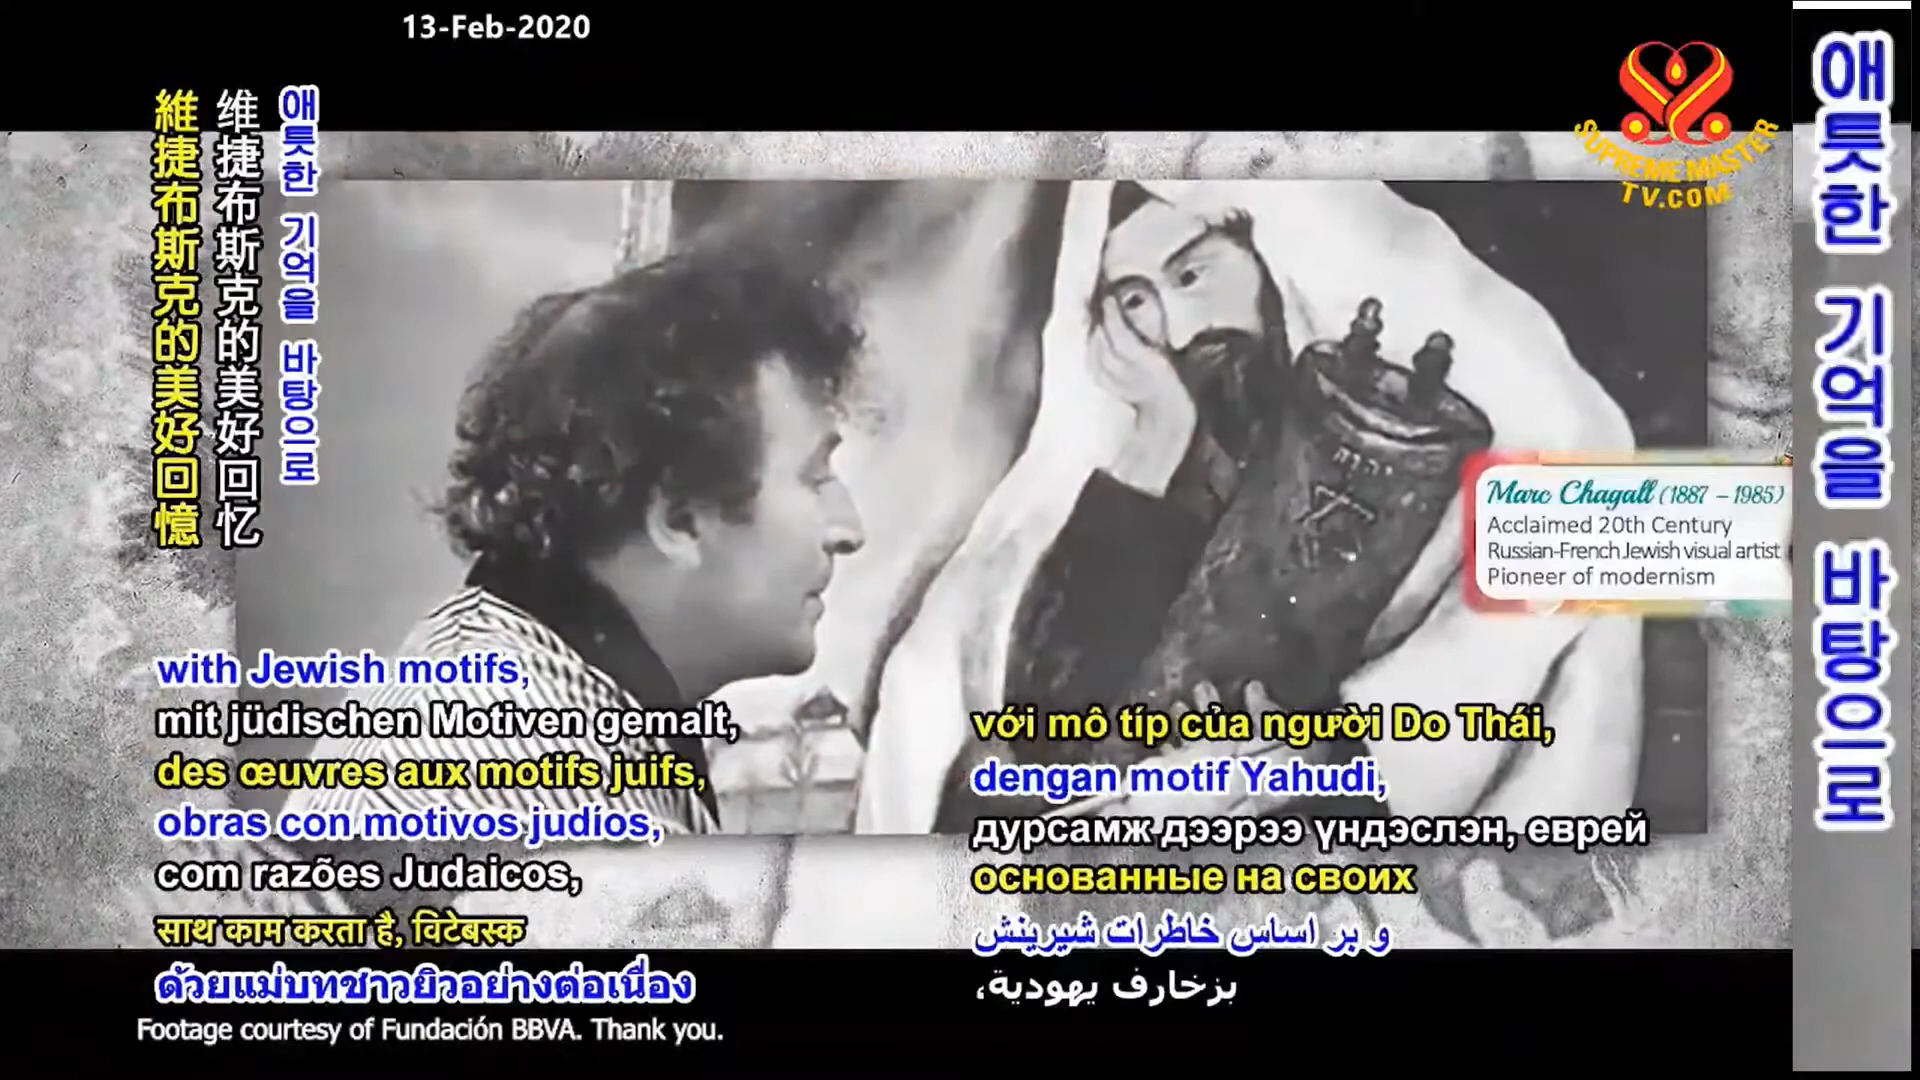 13-Feb-2020
SUPREME MASTER
TV.COM
維捷布斯克的美好回憶
维捷布斯克的美好回忆
애틋한 기억을 바탕으로
애틋한 기억을 바탕으로
יהוה
Marc Chagall (1887 – 1985)
Acclaimed 20th Century
Russian-French Jewish visual artist
Pioneer of modernism
with Jewish motifs,
mit jüdischen Motiven gemalt,
des œuvres aux motifs juifs,
obras con motivos judíos,
com razões Judaicos,
साथ काम करता है, विटेबस्क
ด้วยแม่บทชาวยิวอย่างต่อเนื่อง
với mô típ của người Do Thái,
dengan motif Yahudi,
дурсамж дээрээ үндэслэн, еврей
основанные на своих
و بر اساس خاطرات شیرینش
بزخارف يهودية،
Footage courtesy of Fundación BBVA. Thank you.